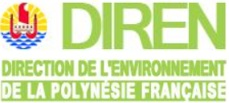 DIREN
DIRECTION DE L'ENVIRONNEMENT
DE LA POLYNÉSIE FRANÇAISE